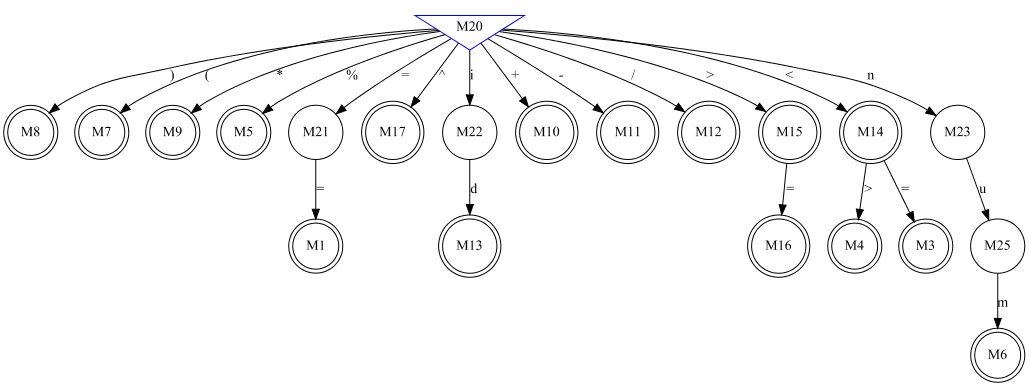 M20
) ( * % = ^ i + - / > < n
M8 M7 M9 M5 M21 M17 M22 M10 M11 M12 M15 M14 M23
= d = > = u
M1 M13 M16 M4 M3 M25
m
M6